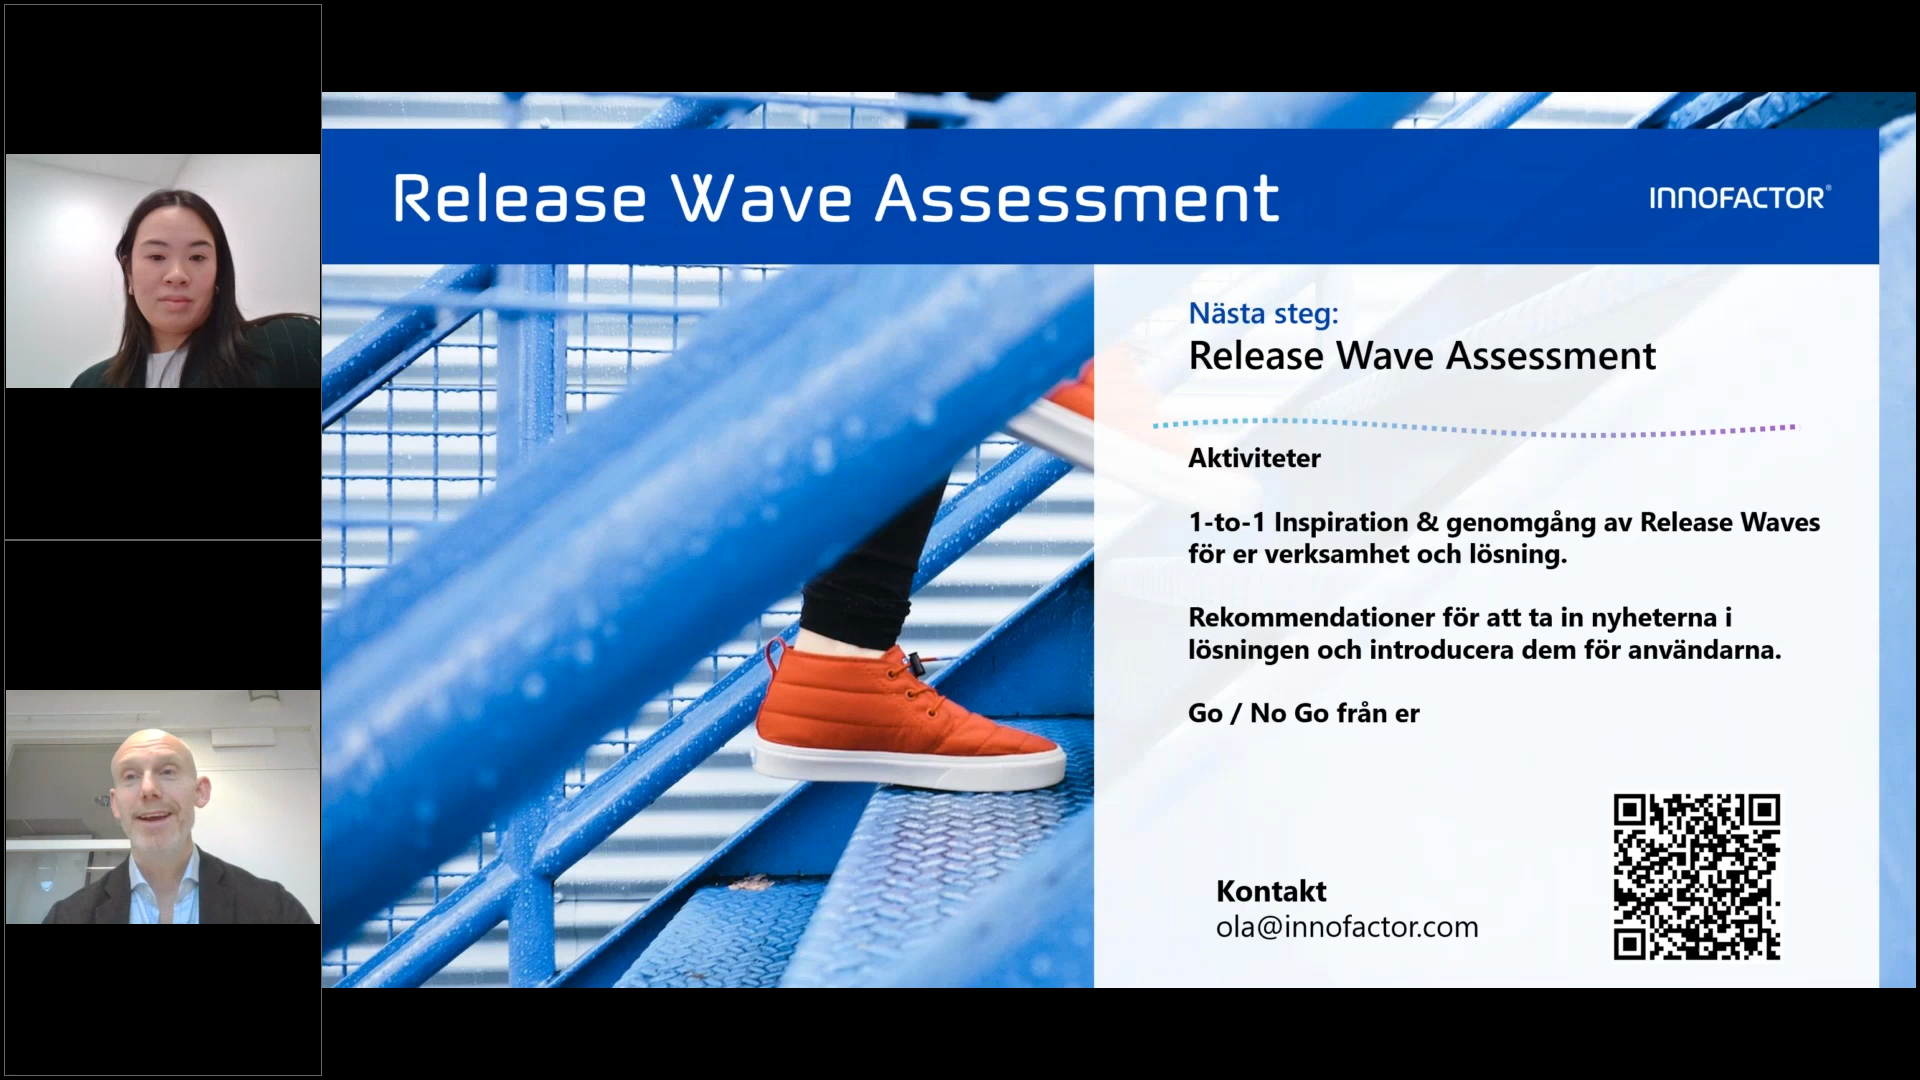 Release Wave Assessment
INNOFACTOR®
Nästa steg:
Release Wave Assessment
Aktiviteter
1-to-1 Inspiration & genomgång av Release Waves
för er verksamhet och lösning.
Rekommendationer för att ta in nyheterna i
lösningen och introducera dem för användarna.
Go / No Go från er
Kontakt
ola@innofactor.com